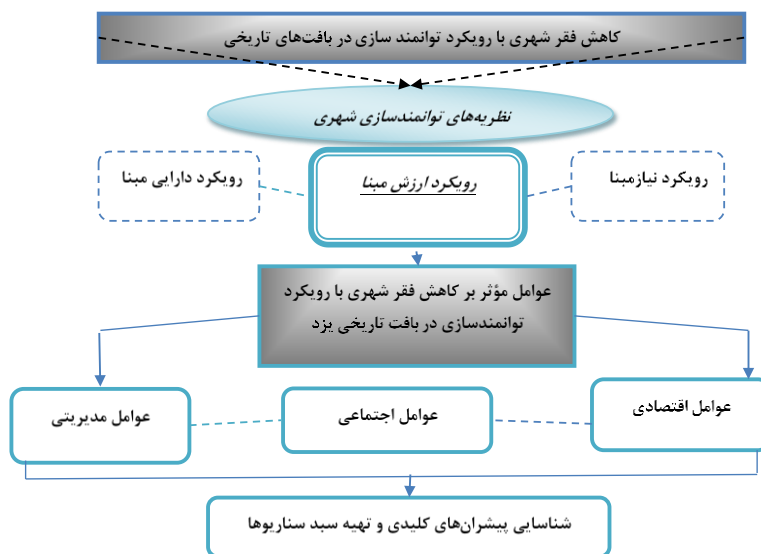 کاهش فقر شهری با رویکرد توانمند سازی در بافت‌های تاریخی
نظریه‌های توانمندسازی شهری
رویکرد نیازمبنا
رویکرد ارزش مبنا
رویکرد دارایی مبنا
عوامل مؤثر بر کاهش فقر شهری با رویکرد
توانمندسازی در بافت تاریخی یزد
عوامل اقتصادی
عوامل اجتماعی
عوامل مدیریتی
شناسایی پیشران‌های کلیدی و تهیه سبد سناریوها